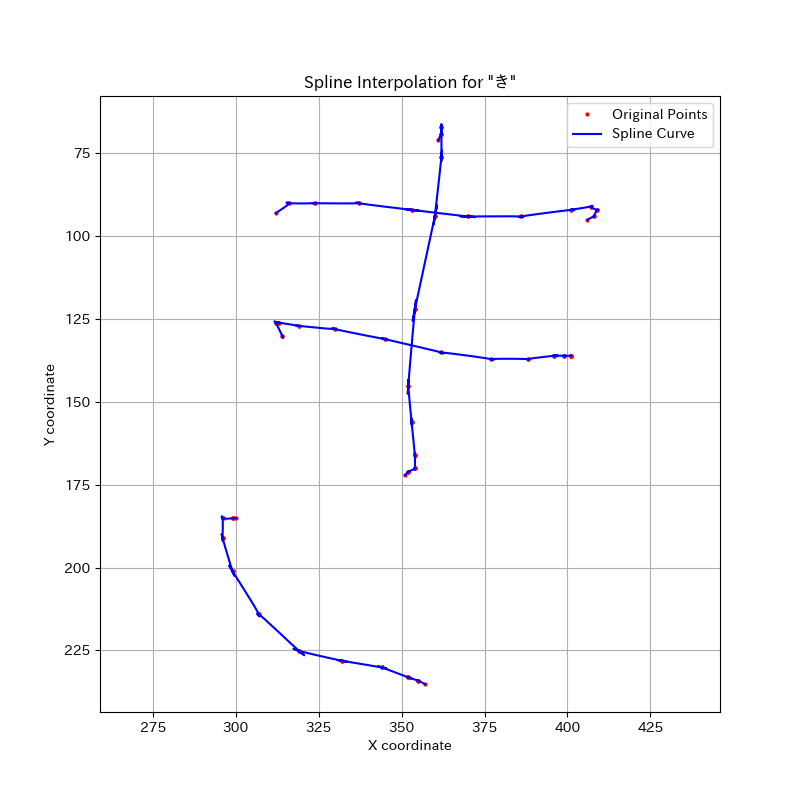 Spline Interpolation for "き"
Original Points
Spline Curve
Y coordinate
75
100
125
150
175
200
225
275 300 325 350 375 400 425
X coordinate
き